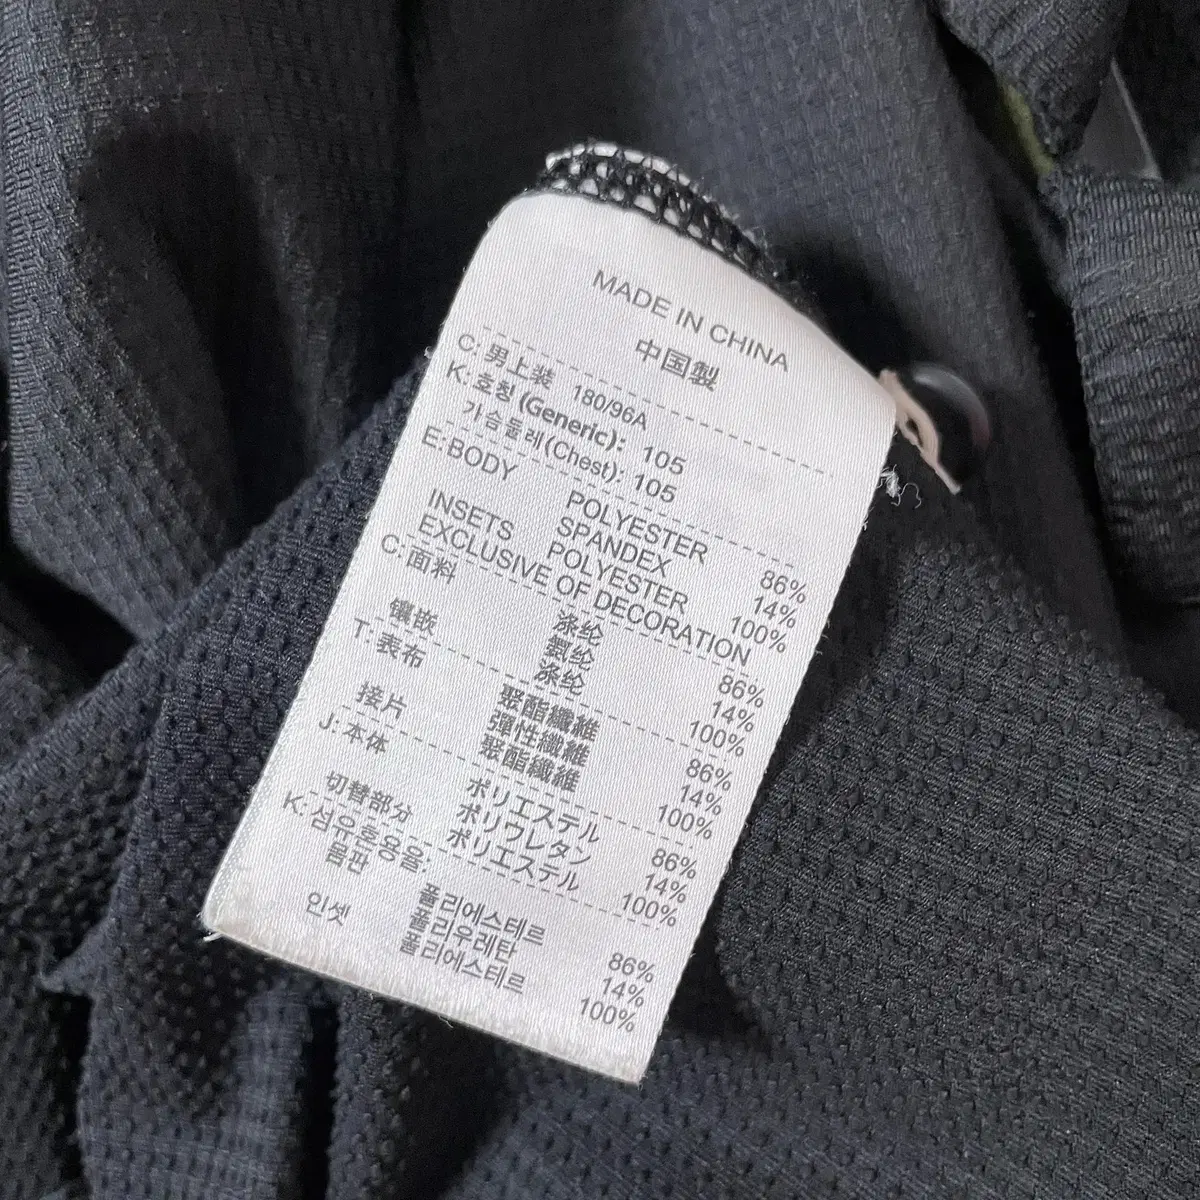 MADE IN CHINA
中国製
C: 男上装 180/96A
K: 호칭 (Generic): 105
가슴둘레(Chest): 105
E:BODY POLYESTER 86%
SPANDEX 14%
INSETS POLYESTER 100%
EXCLUSIVE OF DECORATION
C:面料 涤纶 86%
氨纶 14%
镶嵌 涤纶 100%
T: 表布 聚酯纖維 86%
彈性纖維 14%
接片 聚酯纖維 100%
J: 本体 ポリエステル 86%
ポリウレタン 14%
切替部分 ポリエステル 100%
K: 섬유혼용율;
몸판 폴리에스테르 86%
폴리우레탄 14%
인셋 폴리에스테르 100%